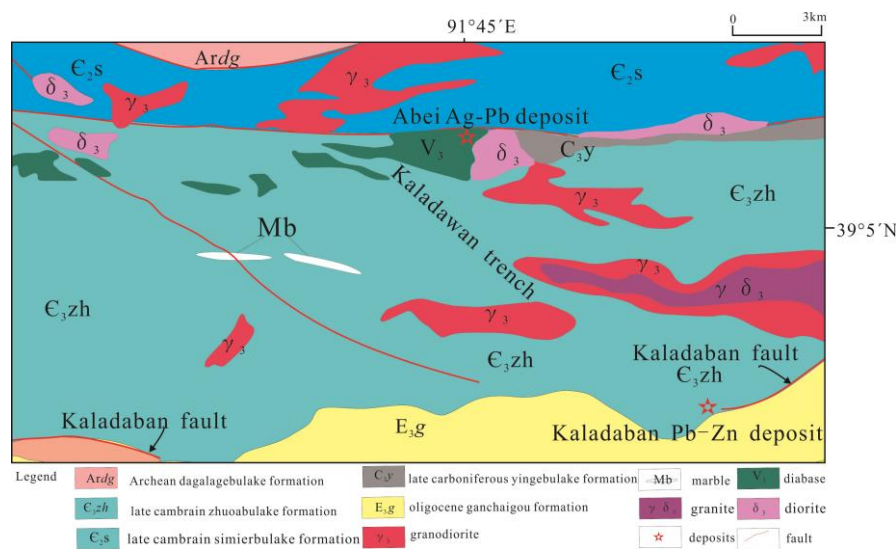 91°45´E
0 3km
Ardg
Є₂s
γ₃
Є₂s
δ₃
γ₃
Abei Ag-Pb deposit
δ₃
δ₃
V₃
δ₃
C₃y
Є₃zh
γ₃
39°5´N
Kaladawan trench
Mb
γ₃
γ δ₃
Є₃zh
γ₃
γ₃
Є₃zh
Kaladaban fault
Є₃zh
Kaladaban fault
E₃g
Kaladaban Pb-Zn deposit
Legend
Ardg Archean dagalagebulake formation
C₃y late carboniferous yingebulake formation
Mb marble
V₃ diabase
Є₃zh late cambrain zhuoabulake formation
E₃g oligocene ganchaigou formation
γ δ₃ granite
δ₃ diorite
Є₂s late cambrain simierbulake formation
γ₃ granodiorite
deposits
fault